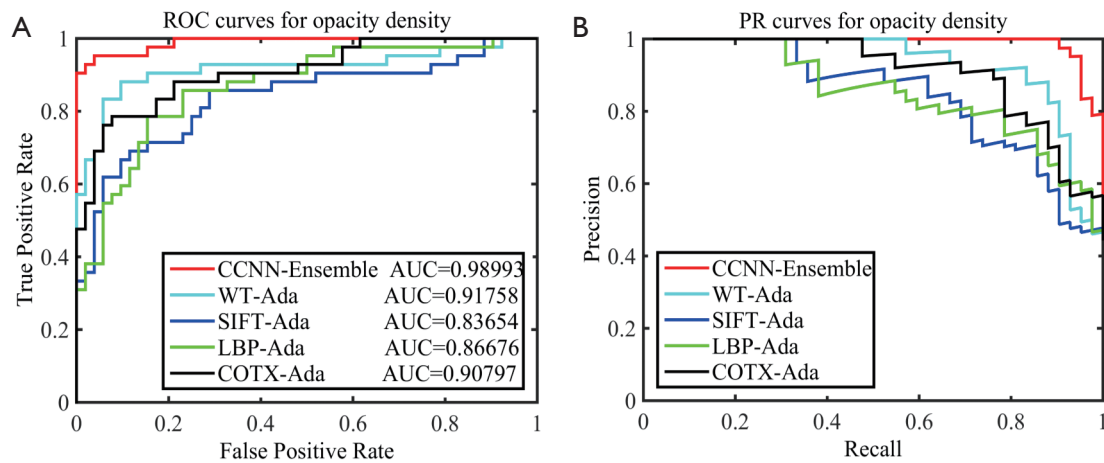 A
ROC curves for opacity density
1
0.8
0.6
0.4
0.2
0
True Positive Rate
CCNN-Ensemble AUC=0.98993
WT-Ada AUC=0.91758
SIFT-Ada AUC=0.83654
LBP-Ada AUC=0.86676
COTX-Ada AUC=0.90797
0 0.2 0.4 0.6 0.8 1
False Positive Rate
B
PR curves for opacity density
1
0.8
0.6
0.4
0.2
0
Precision
CCNN-Ensemble
WT-Ada
SIFT-Ada
LBP-Ada
COTX-Ada
0 0.2 0.4 0.6 0.8 1
Recall